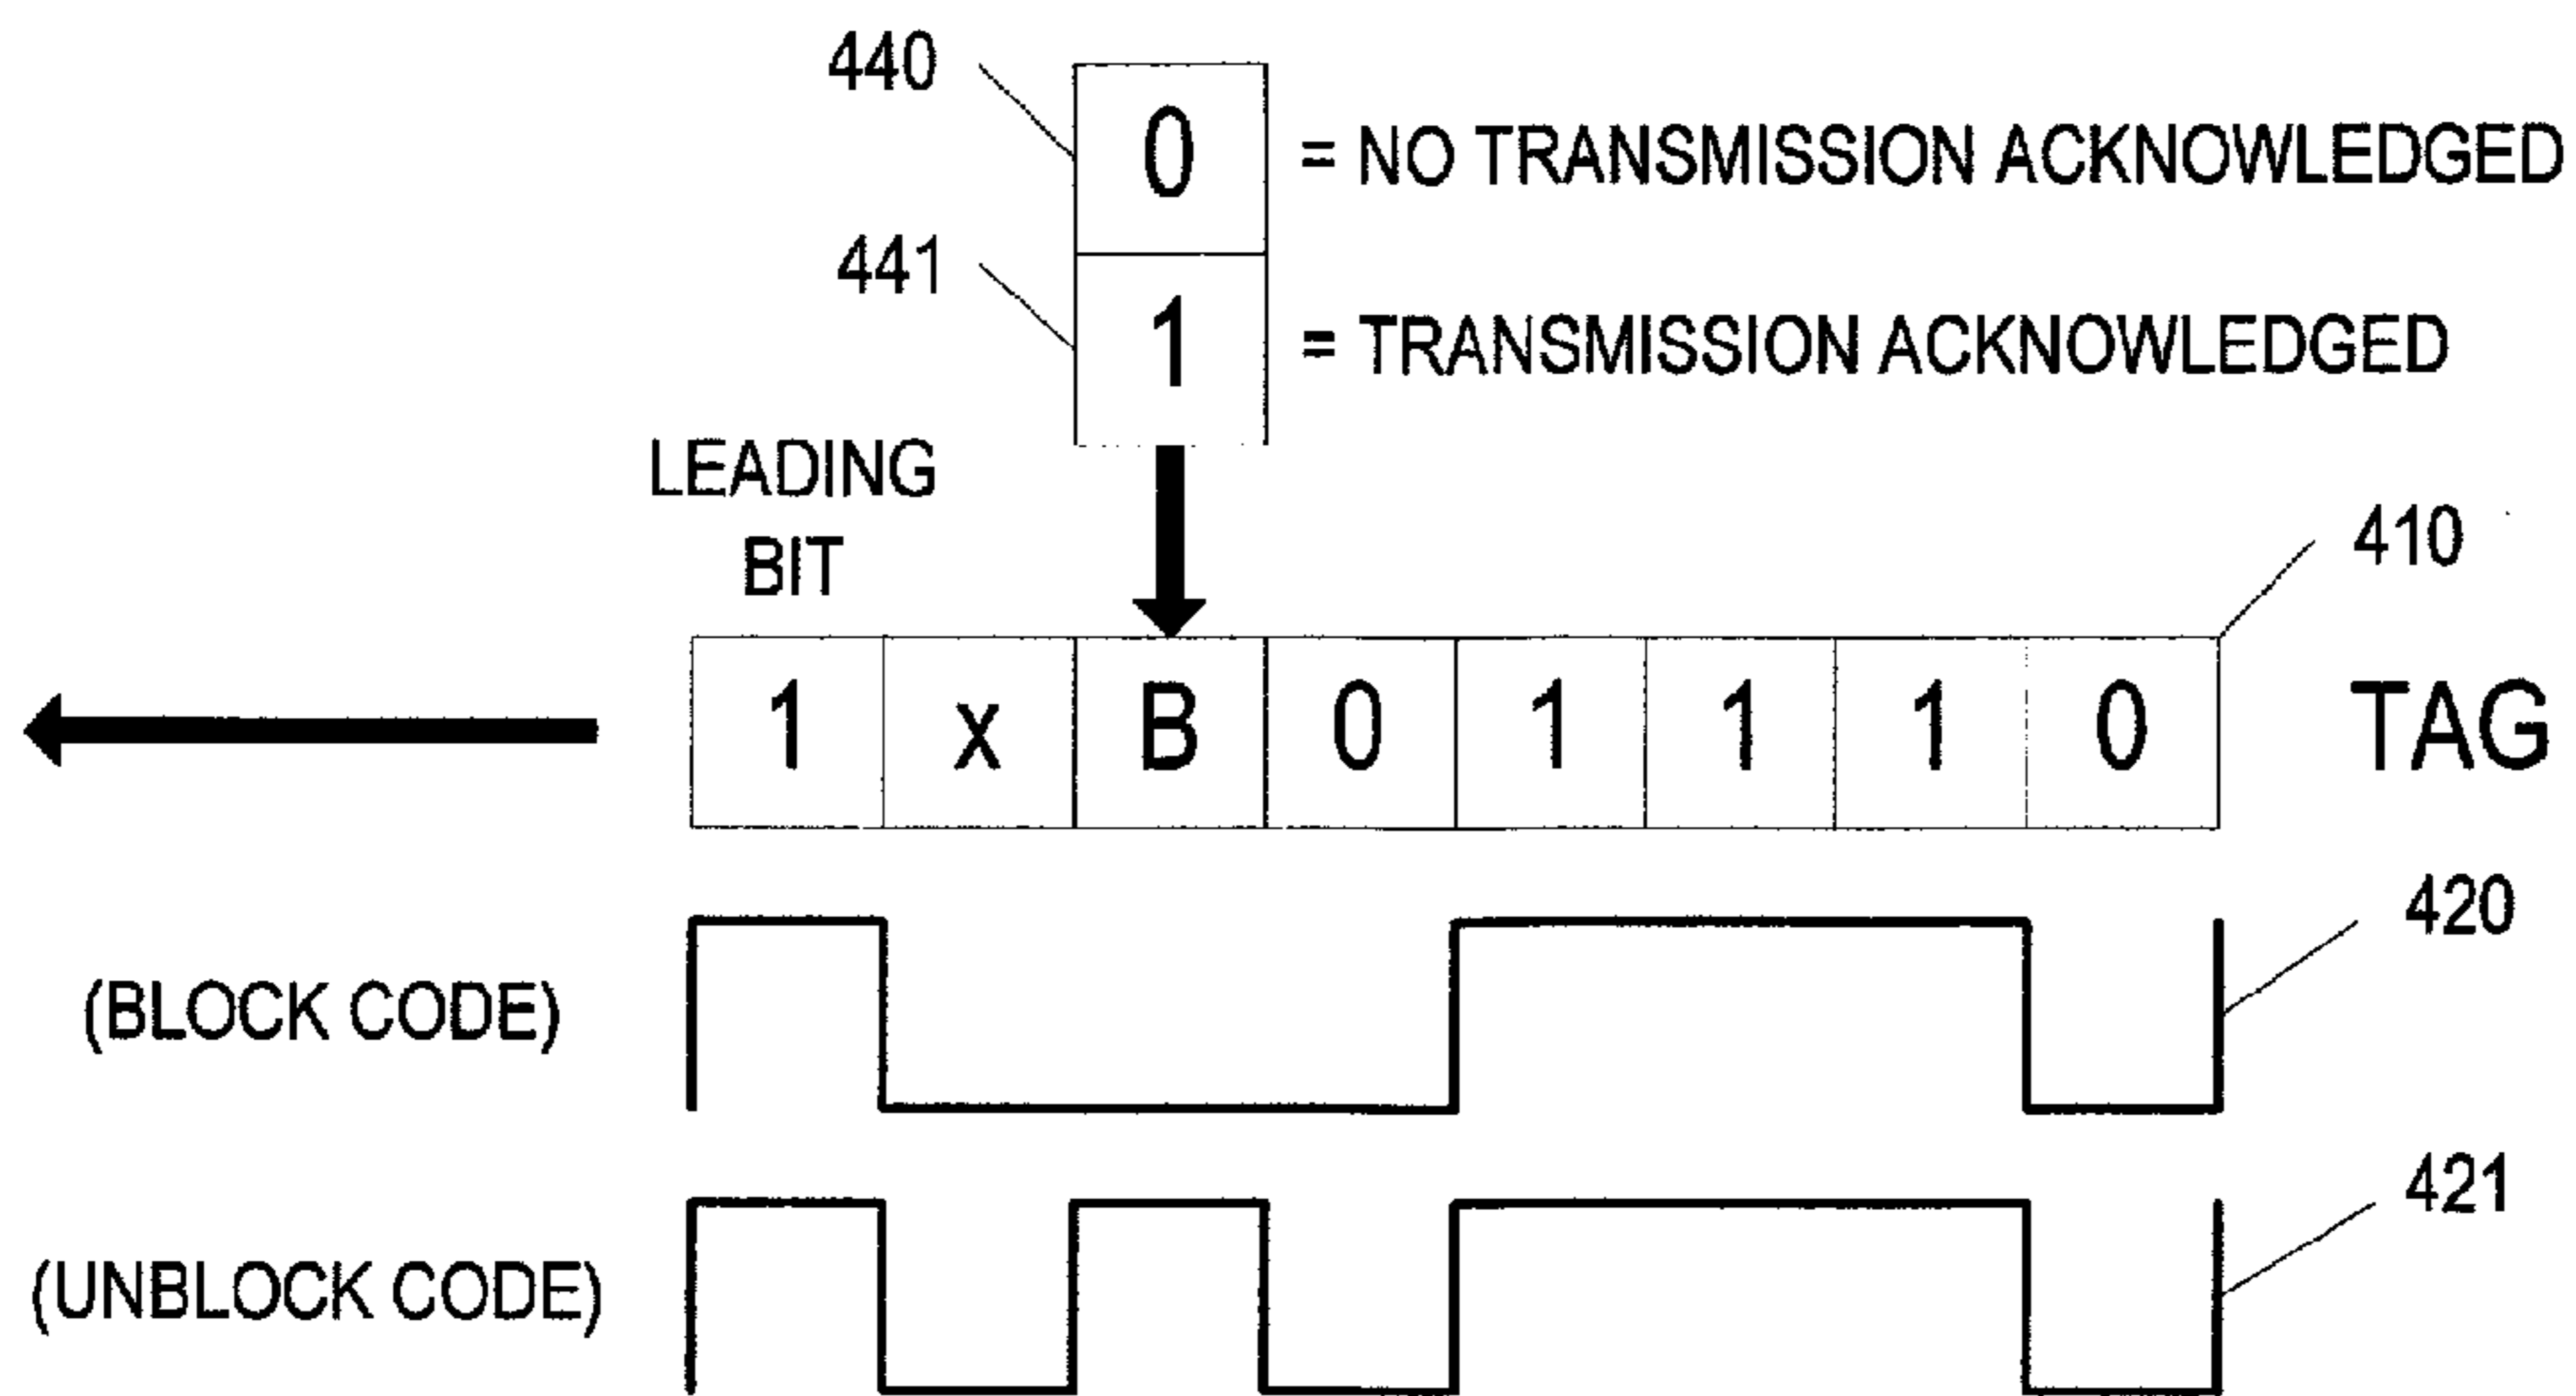 440
0 = NO TRANSMISSION ACKNOWLEDGED
441
1 = TRANSMISSION ACKNOWLEDGED
LEADING
BIT
410
1 x B 0 1 1 1 0 TAG
420
(BLOCK CODE)
421
(UNBLOCK CODE)